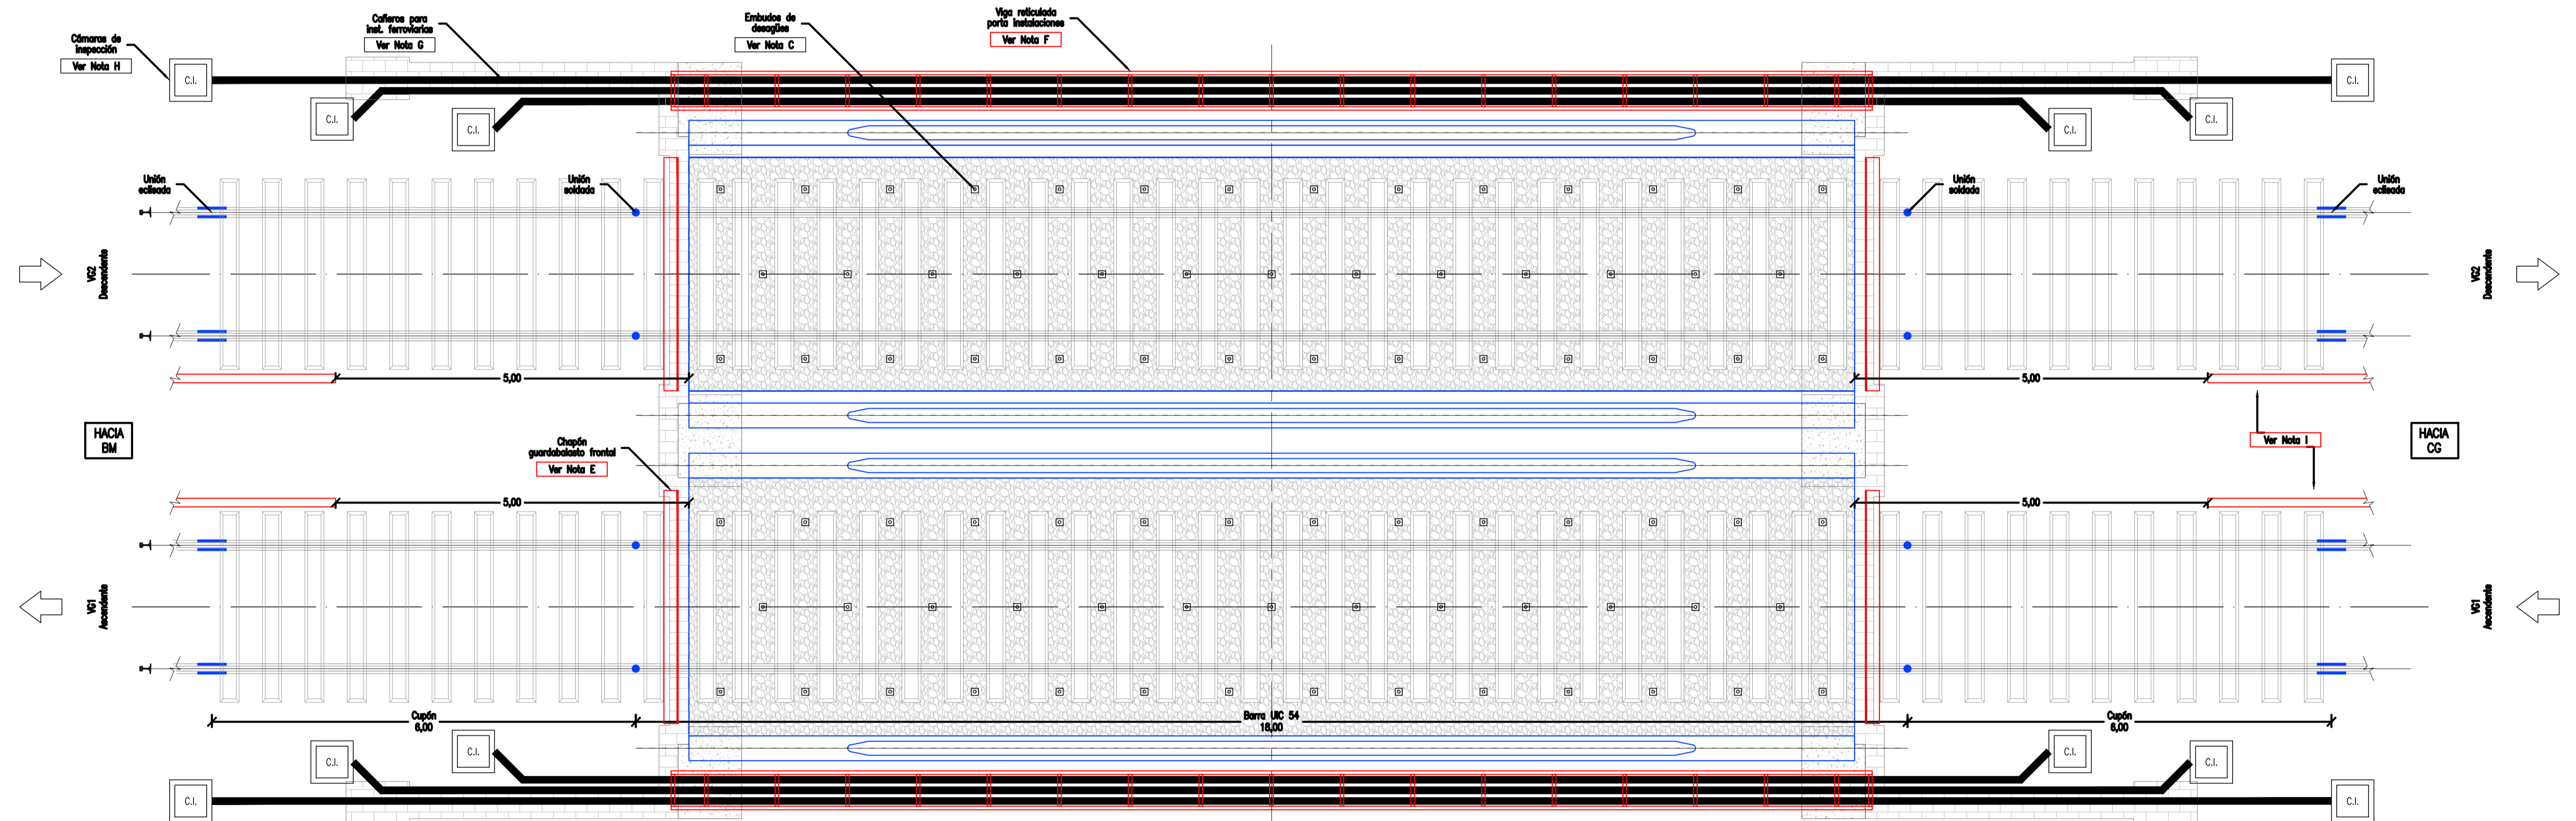 Cámaras de
inspección
Ver Nota H
Cañeros para
inst. ferroviarias
Ver Nota G
Embudos de
desagües
Ver Nota C
Viga reticulada
porta instalaciones
Ver Nota F
C.I.
C.I.
C.I.
C.I.
C.I.
C.I.
Unión
eclisada
Unión
soldada
Unión
soldada
Unión
eclisada
VG2
Descendente
VG2
Descendente
5,00
5,00
HACIA
BM
Chapón
guardabalasto frontal
Ver Nota E
Ver Nota I
HACIA
CG
5,00
5,00
VG1
Ascendente
VG1
Ascendente
Cupón
6,00
Barra UIC 54
18,00
Cupón
6,00
C.I.
C.I.
C.I.
C.I.
C.I.
C.I.